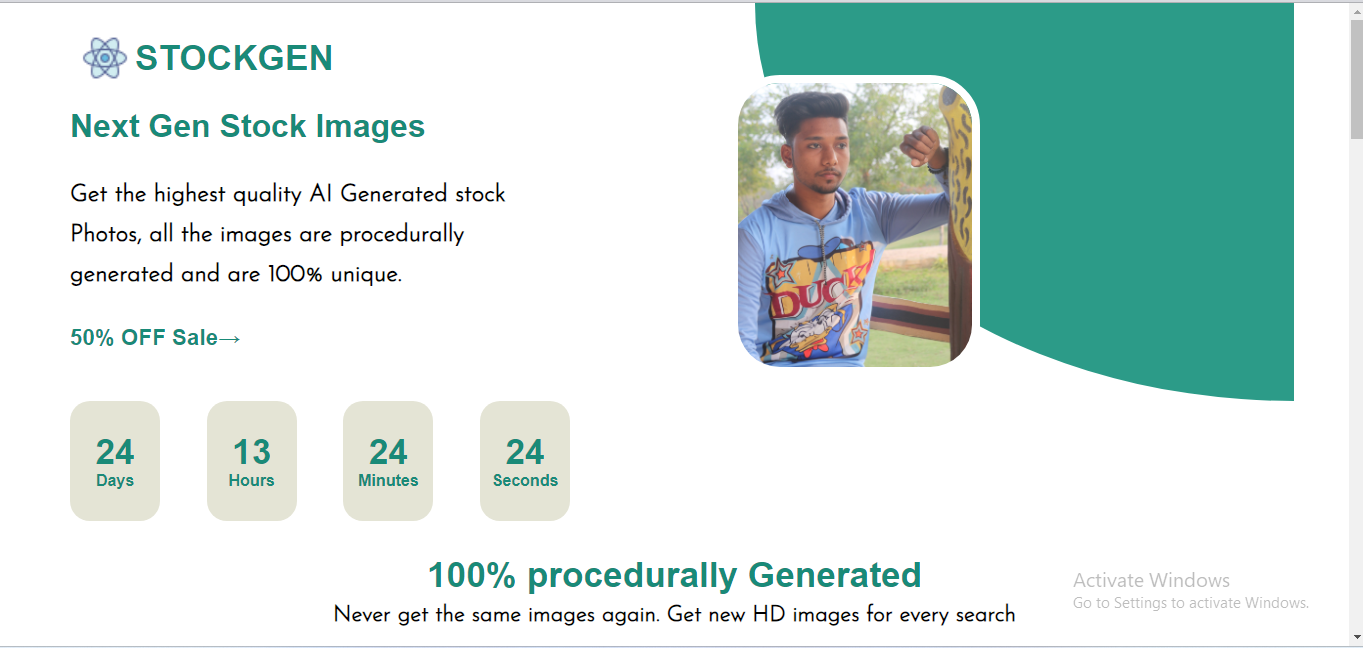 STOCKGEN
Next Gen Stock Images
Get the highest quality AI Generated stock
Photos, all the images are procedurally
generated and are 100% unique.
50% OFF Sale→
DUCK
24
Days
13
Hours
24
Minutes
24
Seconds
100% procedurally Generated
Never get the same images again. Get new HD images for every search
Activate Windows
Go to Settings to activate Windows.